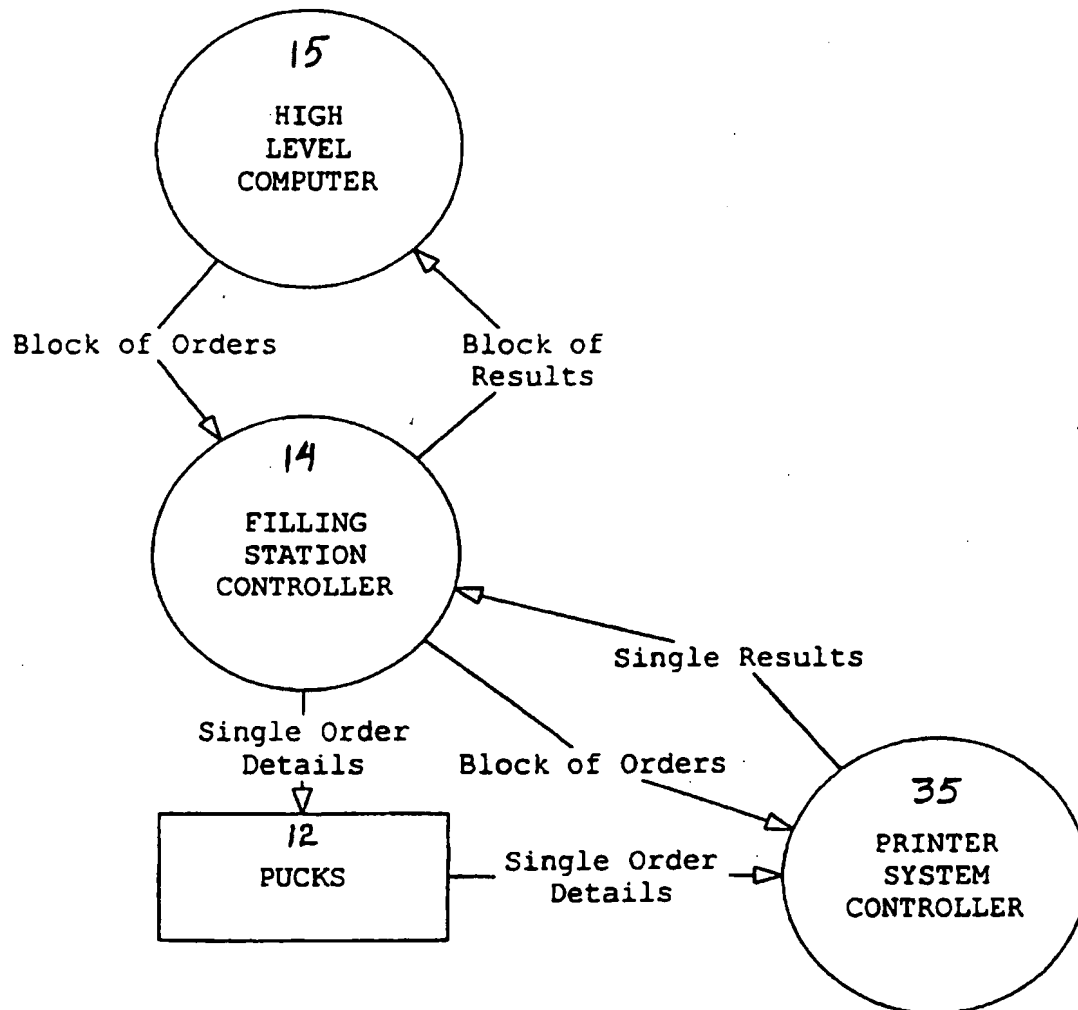 15
HIGH
LEVEL
COMPUTER
Block of Orders
Block of
Results
14
FILLING
STATION
CONTROLLER
Single Results
Single Order
Details
Block of Orders
35
PRINTER
SYSTEM
CONTROLLER
12
PUCKS
Single Order
Details